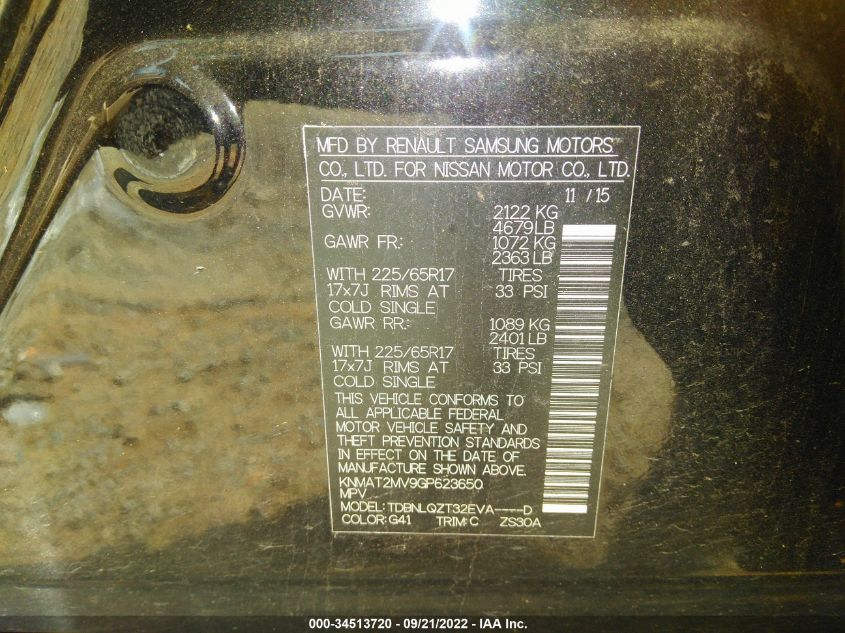 MFD BY RENAULT SAMSUNG MOTORS
CO., LTD. FOR NISSAN MOTOR CO., LTD.
DATE: 11 / 15
GVWR: 2122 KG
4679LB
GAWR FR.: 1072 KG
2363 LB
WITH 225/65R17 TIRES
17x7J RIMS AT 33 PSI
COLD SINGLE
GAWR RR.: 1089 KG
2401 LB
WITH 225/65R17 TIRES
17x7J RIMS AT 33 PSI
COLD SINGLE
THIS VEHICLE CONFORMS TO
ALL APPLICABLE FEDERAL
MOTOR VEHICLE SAFETY AND
THEFT PREVENTION STANDARDS
IN EFFECT ON THE DATE OF
MANUFACTURE SHOWN ABOVE.
KNMAT2MV9GP623650
MPV
MODEL: TDBNLQZT32EVA----D
COLOR: G41 TRIM: C ZS30A
000-34513720 - 09/21/2022 - IAA Inc.